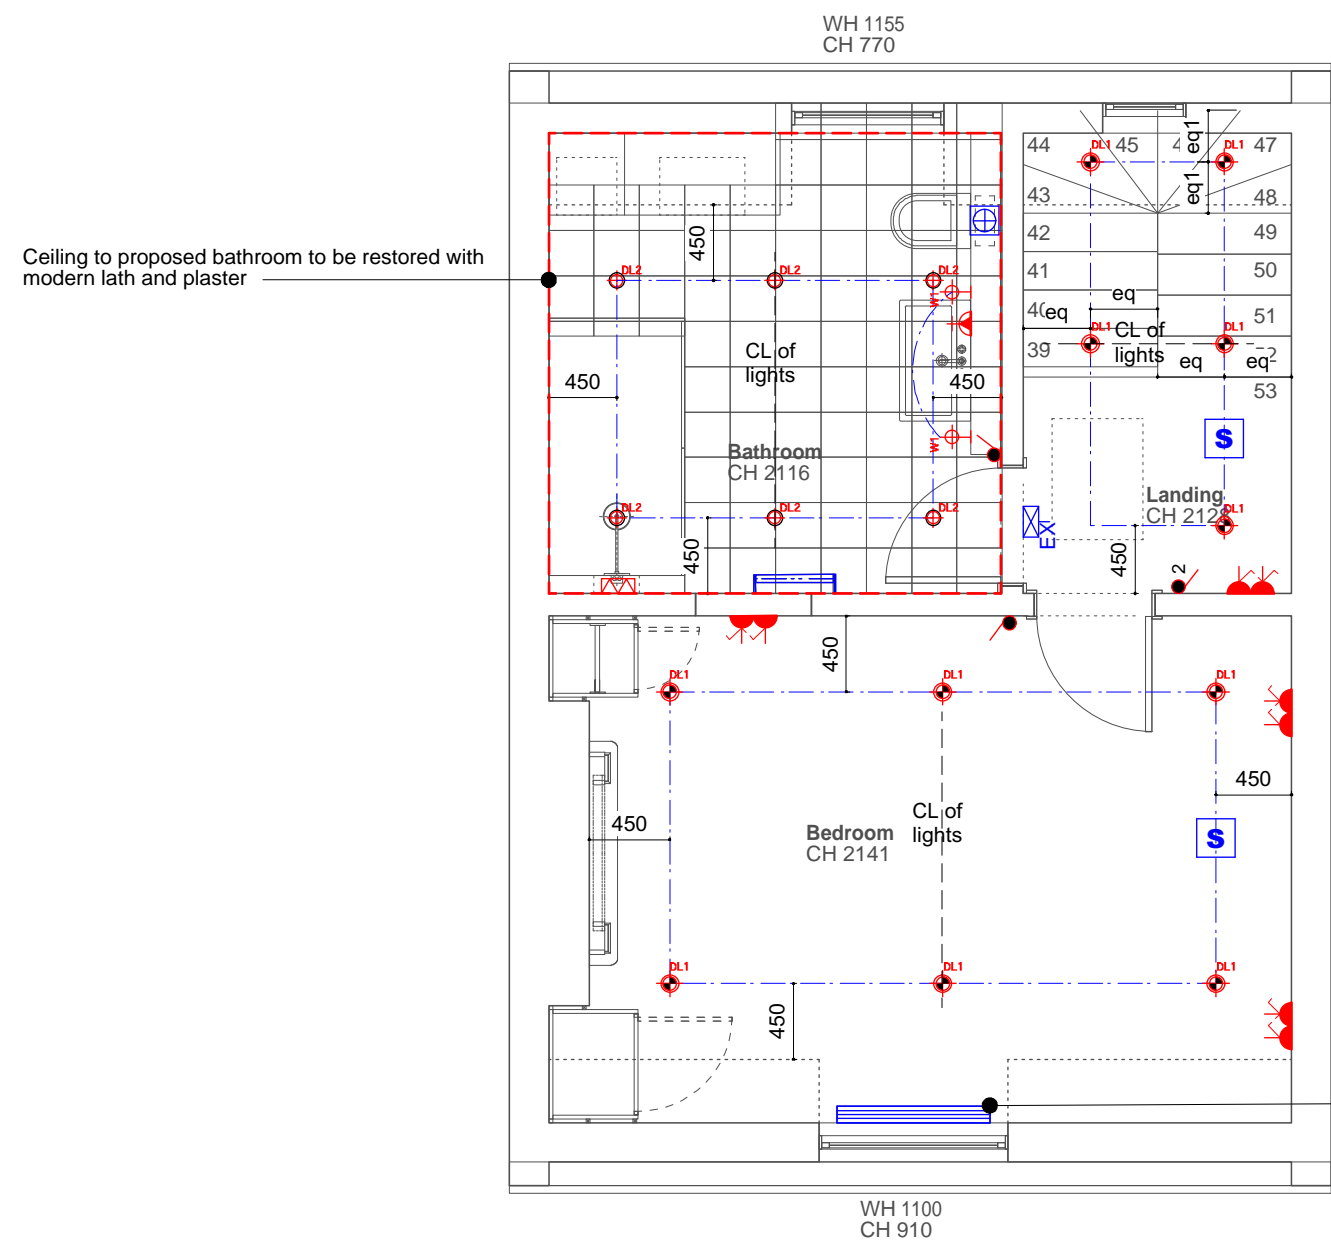 WH 1155
CH 770
Ceiling to proposed bathroom to be restored with
modern lath and plaster
44
DL1
45
eq1
DL1
47
43
eq1
48
42
49
41
50
eq
eq
51
39
DL1
CL of
lights
DL1
eq
eq
53
450
DL2
DL2
DL2
W1
CL of
lights
450
450
W1
Bathroom
CH 2116
S
Landing
DL1
DL2
DL2
DL2
450
EXT
450
2
450
DL1
DL1
DL1
450
450
CL of
lights
Bedroom
CH 2141
S
DL1
DL1
DL1
450
WH 1100
CH 910